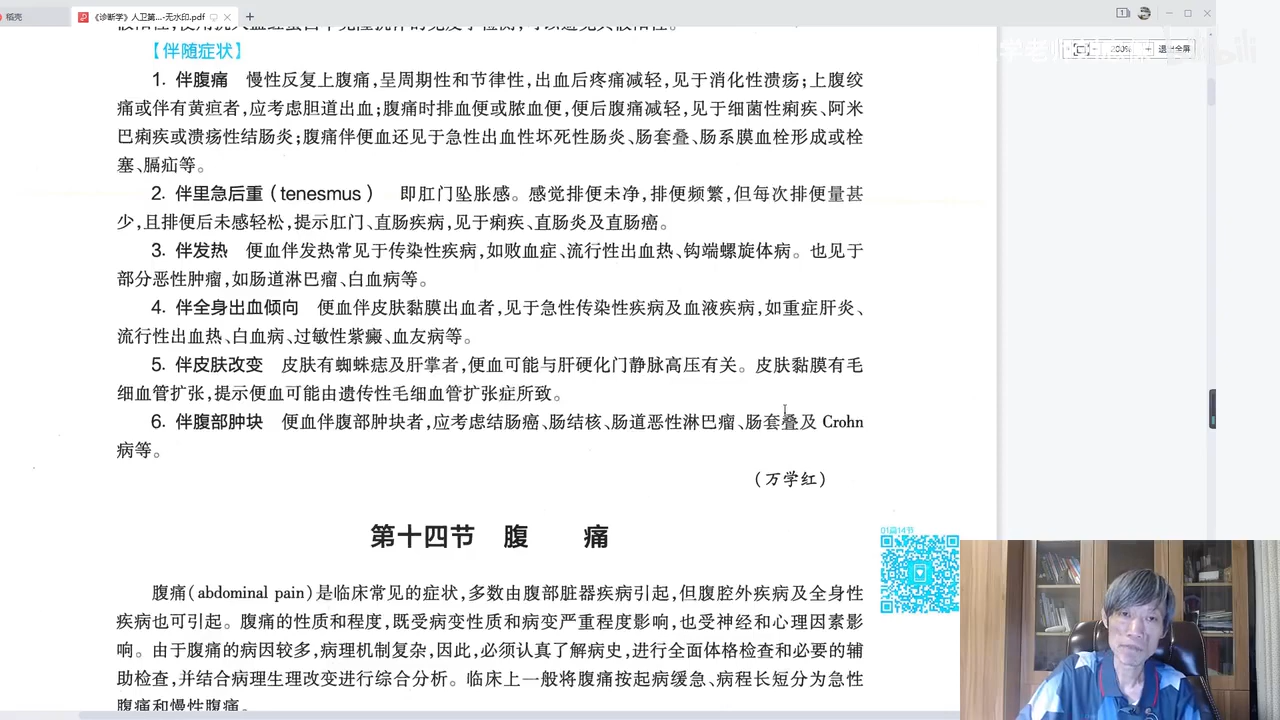 稻壳
《诊断学》人卫第...-无水印.pdf
【伴随症状】
1. 伴腹痛 慢性反复上腹痛,呈周期性和节律性,出血后疼痛减轻,见于消化性溃疡;上腹绞
痛或伴有黄疸者,应考虑胆道出血;腹痛时排血便或脓血便,便后腹痛减轻,见于细菌性痢疾、阿米
巴痢疾或溃疡性结肠炎;腹痛伴便血还见于急性出血性坏死性肠炎、肠套叠、肠系膜血栓形成或栓
塞、膈疝等。
2. 伴里急后重(tenesmus) 即肛门坠胀感。感觉排便未净,排便频繁,但每次排便量甚
少,且排便后未感轻松,提示肛门、直肠疾病,见于痢疾、直肠炎及直肠癌。
3. 伴发热 便血伴发热常见于传染性疾病,如败血症、流行性出血热、钩端螺旋体病。也见于
部分恶性肿瘤,如肠道淋巴瘤、白血病等。
4. 伴全身出血倾向 便血伴皮肤黏膜出血者,见于急性传染性疾病及血液疾病,如重症肝炎、
流行性出血热、白血病、过敏性紫癜、血友病等。
5. 伴皮肤改变 皮肤有蜘蛛痣及肝掌者,便血可能与肝硬化门静脉高压有关。皮肤黏膜有毛
细血管扩张,提示便血可能由遗传性毛细血管扩张症所致。
6. 伴腹部肿块 便血伴腹部肿块者,应考虑结肠癌、肠结核、肠道恶性淋巴瘤、肠套叠及 Crohn
病等。
(万学红)
第十四节 腹 痛
01篇14节
腹痛(abdominal pain)是临床常见的症状,多数由腹部脏器疾病引起,但腹腔外疾病及全身性
疾病也可引起。腹痛的性质和程度,既受病变性质和病变严重程度影响,也受神经和心理因素影
响。由于腹痛的病因较多,病理机制复杂,因此,必须认真了解病史,进行全面体格检查和必要的辅
助检查,并结合病理生理改变进行综合分析。临床上一般将腹痛按起病缓急、病程长短分为急性
腹痛和慢性腹痛。